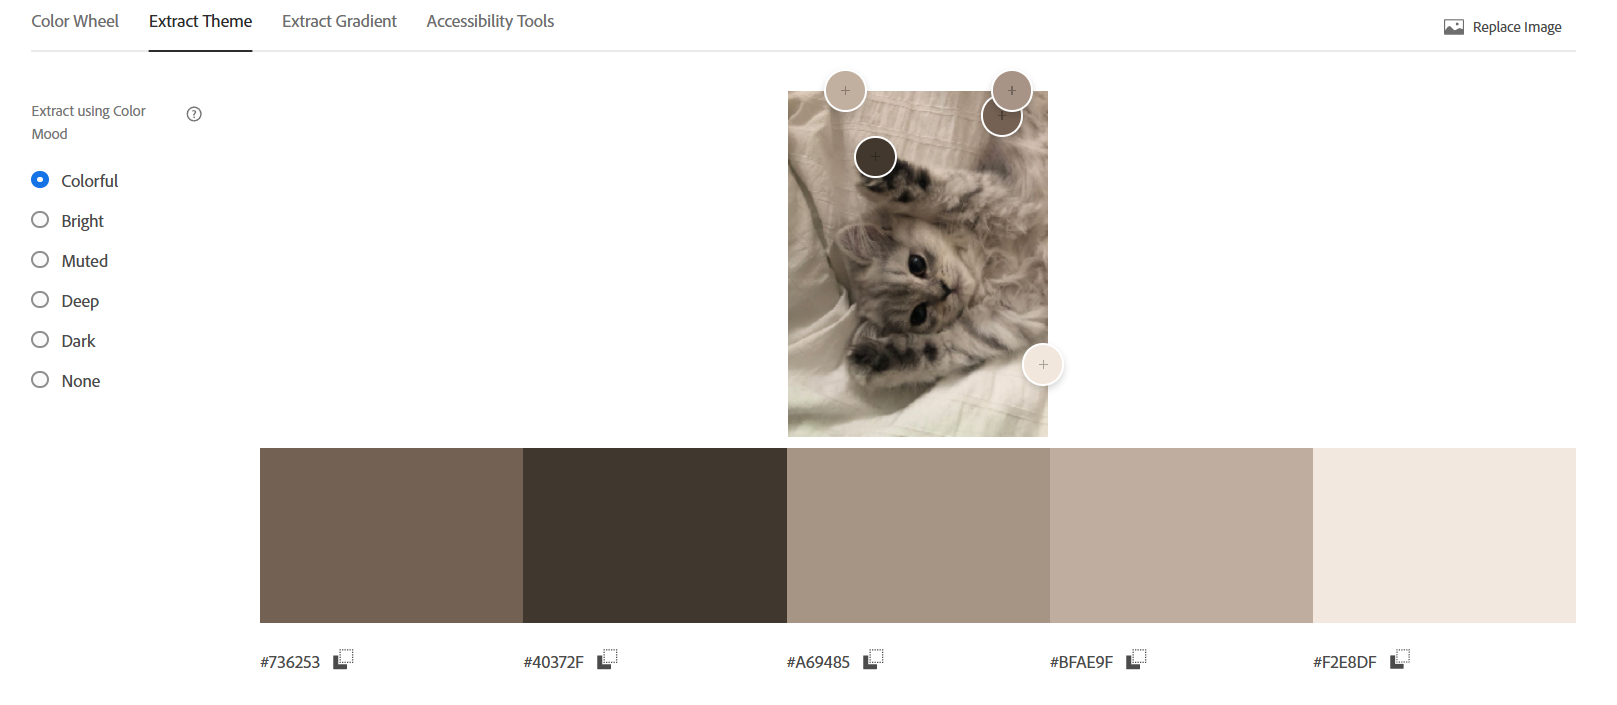 Color Wheel Extract Theme Extract Gradient Accessibility Tools
Replace Image
Extract using Color
Mood
?
Colorful
Bright
Muted
Deep
Dark
None
#736253 #40372F #A69485 #BFAE9F #F2E8DF